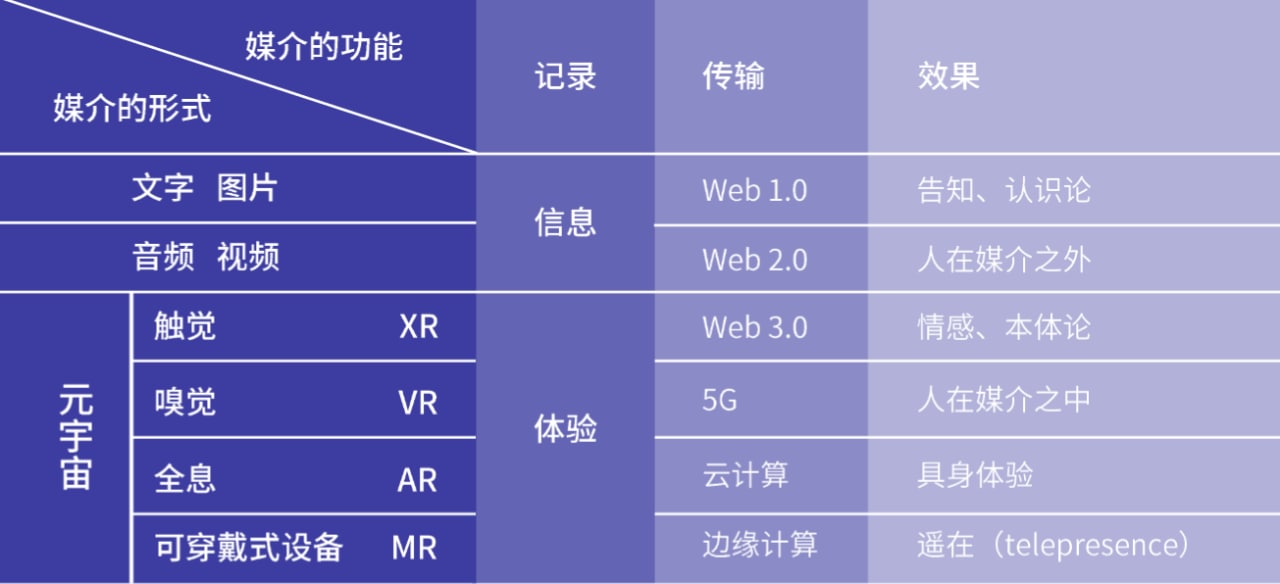 媒介的功能
媒介的形式
记录
传输
效果
文字 图片
信息
Web 1.0
告知、认识论
音频 视频
Web 2.0
人在媒介之外
元宇宙
触觉 XR
体验
Web 3.0
情感、本体论
嗅觉 VR
5G
人在媒介之中
全息 AR
云计算
具身体验
可穿戴式设备 MR
边缘计算
遥在（telepresence）